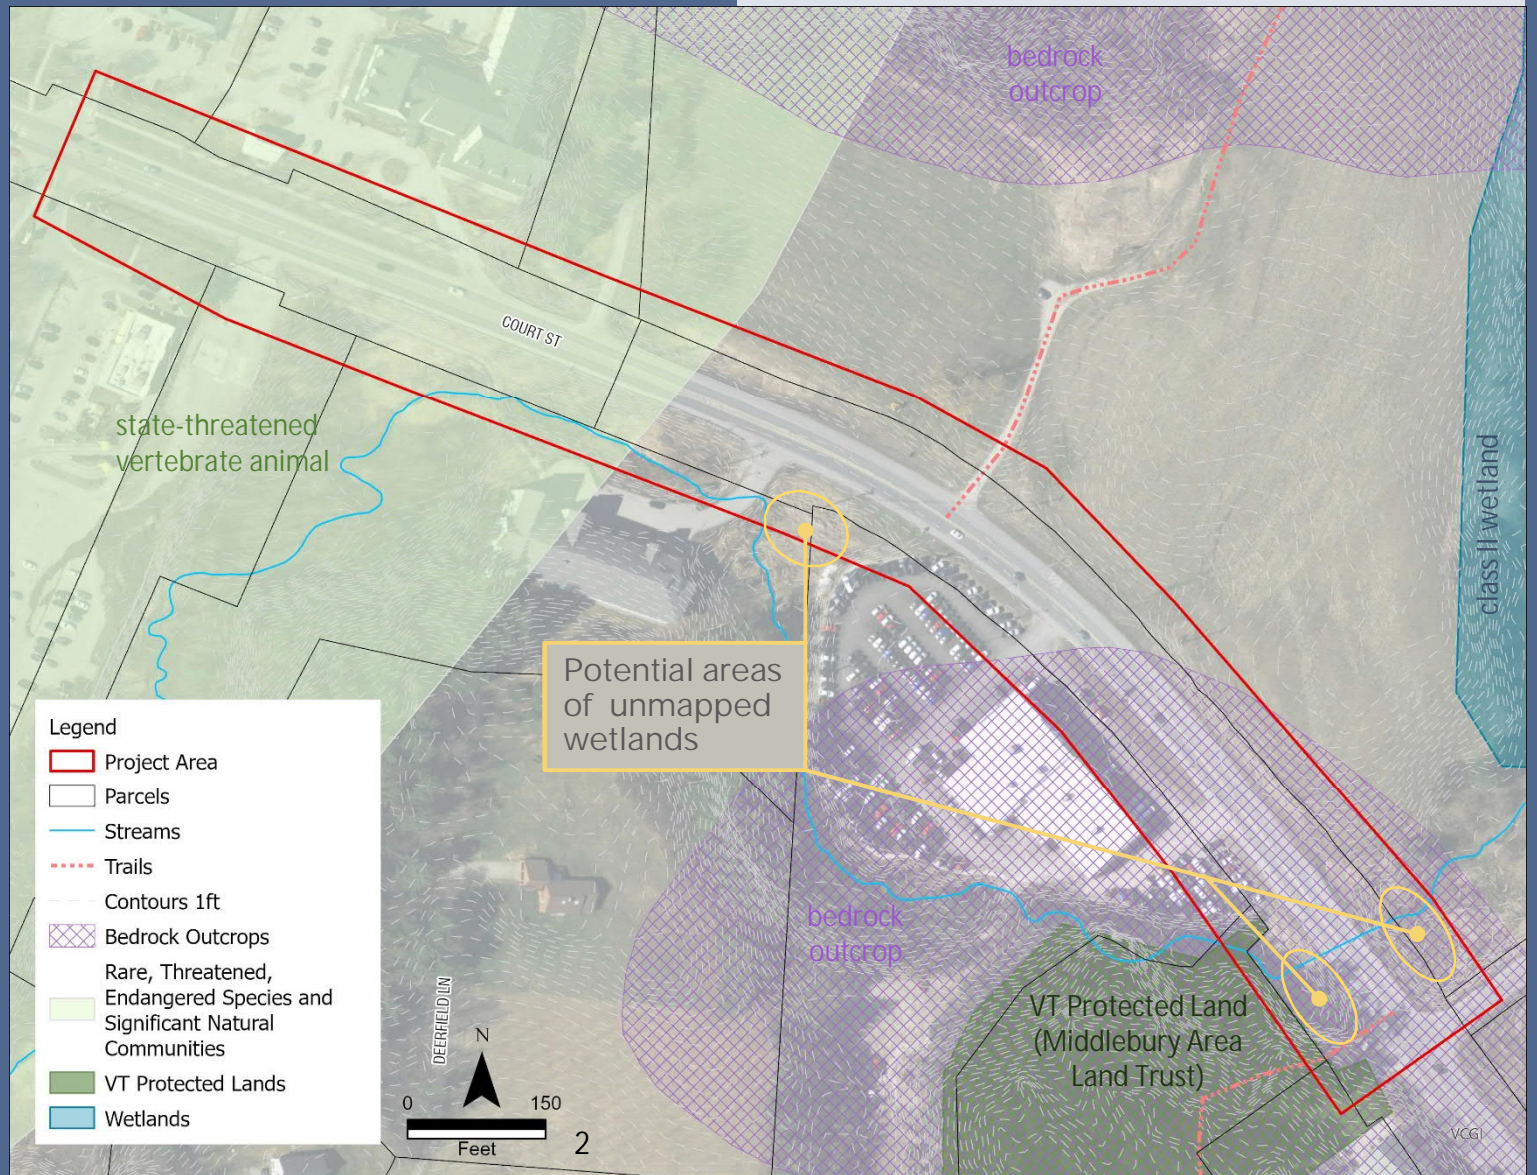 bedrock
outcrop
COURT ST
state-threatened
vertebrate animal
class II wetland
Potential areas
of unmapped
wetlands
Legend
Project Area
Parcels
Streams
Trails
Contours 1ft
Bedrock Outcrops
Rare, Threatened,
Endangered Species and
Significant Natural
Communities
VT Protected Lands
Wetlands
bedrock
outcrop
DEERFIELD LN
VT Protected Land
(Middlebury Area
Land Trust)
N
0 150
Feet
2
VCGI